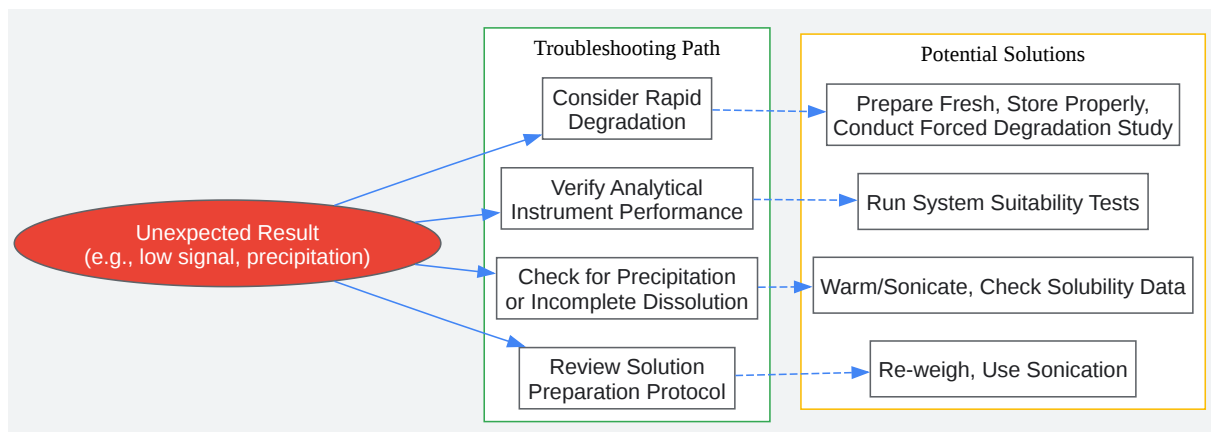 Unexpected Result
(e.g., low signal, precipitation)
Troubleshooting Path
Consider Rapid
Degradation
Verify Analytical
Instrument Performance
Check for Precipitation
or Incomplete Dissolution
Review Solution
Preparation Protocol
Potential Solutions
Prepare Fresh, Store Properly,
Conduct Forced Degradation Study
Run System Suitability Tests
Warm/Sonicate, Check Solubility Data
Re-weigh, Use Sonication